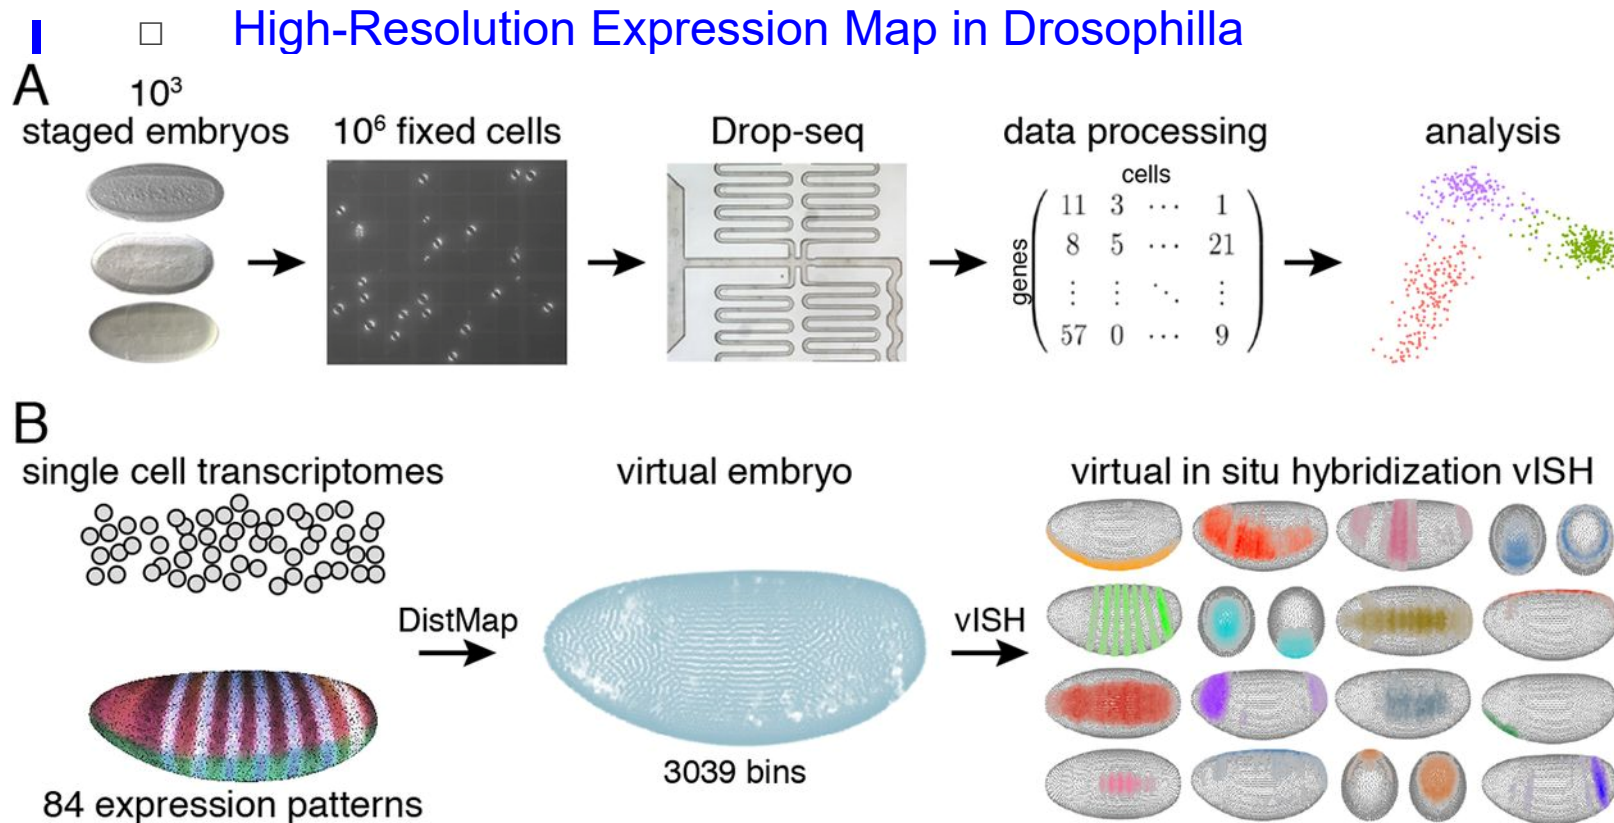 High-Resolution Expression Map in Drosophilla
A
10³
staged embryos
10⁶ fixed cells
Drop-seq
data processing
analysis
cells
genes
11 3 ⋯ 1
8 5 ⋯ 21
⋮ ⋮ ⋱ ⋮
57 0 ⋯ 9
B
single cell transcriptomes
virtual embryo
virtual in situ hybridization vISH
DistMap
vISH
3039 bins
84 expression patterns